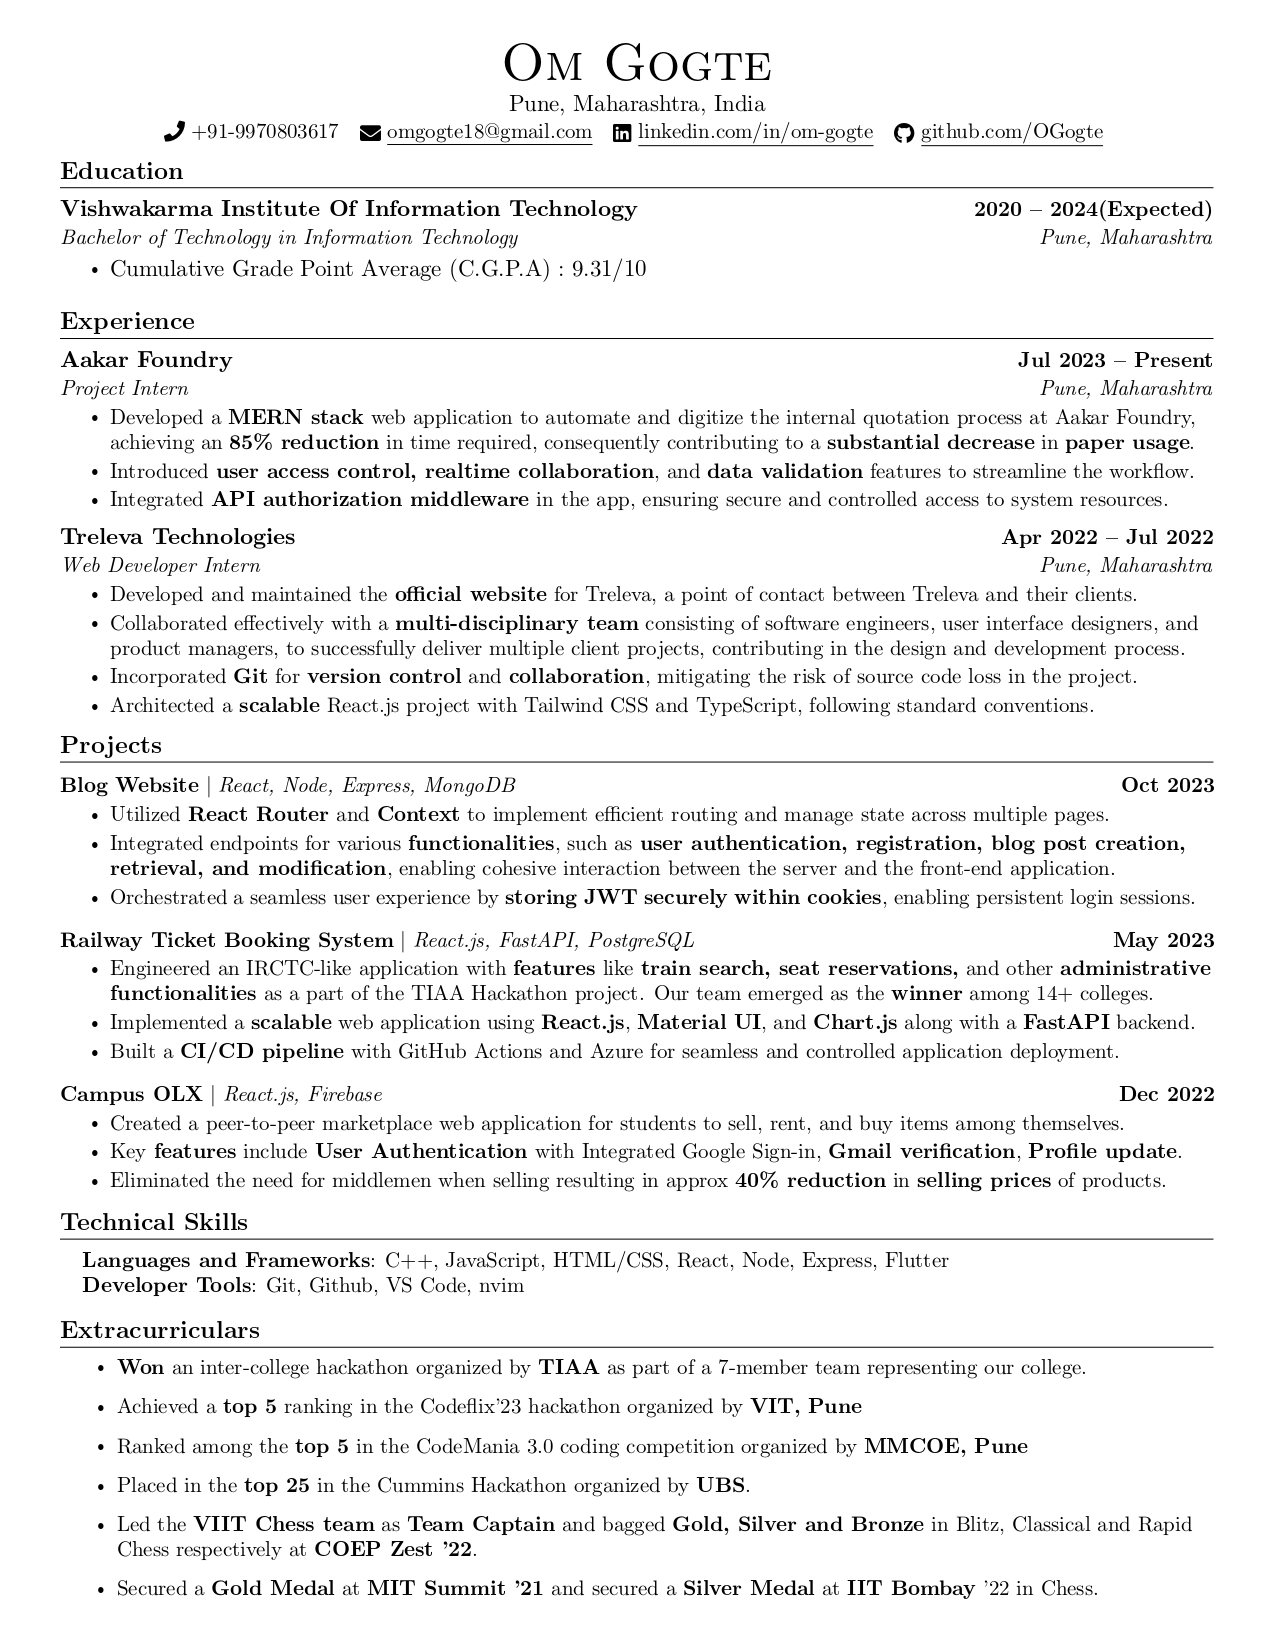 Om Gogte
Pune, Maharashtra, India
+91-9970803617 omgogte18@gmail.com linkedin.com/in/om-gogte github.com/OGogte
Education
Vishwakarma Institute Of Information Technology 2020 – 2024(Expected)
Bachelor of Technology in Information Technology Pune, Maharashtra
• Cumulative Grade Point Average (C.G.P.A) : 9.31/10
Experience
Aakar Foundry Jul 2023 – Present
Project Intern Pune, Maharashtra
• Developed a MERN stack web application to automate and digitize the internal quotation process at Aakar Foundry,
achieving an 85% reduction in time required, consequently contributing to a substantial decrease in paper usage.
• Introduced user access control, realtime collaboration, and data validation features to streamline the workflow.
• Integrated API authorization middleware in the app, ensuring secure and controlled access to system resources.
Treleva Technologies Apr 2022 – Jul 2022
Web Developer Intern Pune, Maharashtra
• Developed and maintained the official website for Treleva, a point of contact between Treleva and their clients.
• Collaborated effectively with a multi-disciplinary team consisting of software engineers, user interface designers, and
product managers, to successfully deliver multiple client projects, contributing in the design and development process.
• Incorporated Git for version control and collaboration, mitigating the risk of source code loss in the project.
• Architected a scalable React.js project with Tailwind CSS and TypeScript, following standard conventions.
Projects
Blog Website | React, Node, Express, MongoDB Oct 2023
• Utilized React Router and Context to implement efficient routing and manage state across multiple pages.
• Integrated endpoints for various functionalities, such as user authentication, registration, blog post creation,
retrieval, and modification, enabling cohesive interaction between the server and the front-end application.
• Orchestrated a seamless user experience by storing JWT securely within cookies, enabling persistent login sessions.
Railway Ticket Booking System | React.js, FastAPI, PostgreSQL May 2023
• Engineered an IRCTC-like application with features like train search, seat reservations, and other administrative
functionalities as a part of the TIAA Hackathon project. Our team emerged as the winner among 14+ colleges.
• Implemented a scalable web application using React.js, Material UI, and Chart.js along with a FastAPI backend.
• Built a CI/CD pipeline with GitHub Actions and Azure for seamless and controlled application deployment.
Campus OLX | React.js, Firebase Dec 2022
• Created a peer-to-peer marketplace web application for students to sell, rent, and buy items among themselves.
• Key features include User Authentication with Integrated Google Sign-in, Gmail verification, Profile update.
• Eliminated the need for middlemen when selling resulting in approx 40% reduction in selling prices of products.
Technical Skills
Languages and Frameworks: C++, JavaScript, HTML/CSS, React, Node, Express, Flutter
Developer Tools: Git, Github, VS Code, nvim
Extracurriculars
• Won an inter-college hackathon organized by TIAA as part of a 7-member team representing our college.
• Achieved a top 5 ranking in the Codeflix'23 hackathon organized by VIT, Pune
• Ranked among the top 5 in the CodeMania 3.0 coding competition organized by MMCOE, Pune
• Placed in the top 25 in the Cummins Hackathon organized by UBS.
• Led the VIIT Chess team as Team Captain and bagged Gold, Silver and Bronze in Blitz, Classical and Rapid
Chess respectively at COEP Zest '22.
• Secured a Gold Medal at MIT Summit '21 and secured a Silver Medal at IIT Bombay '22 in Chess.